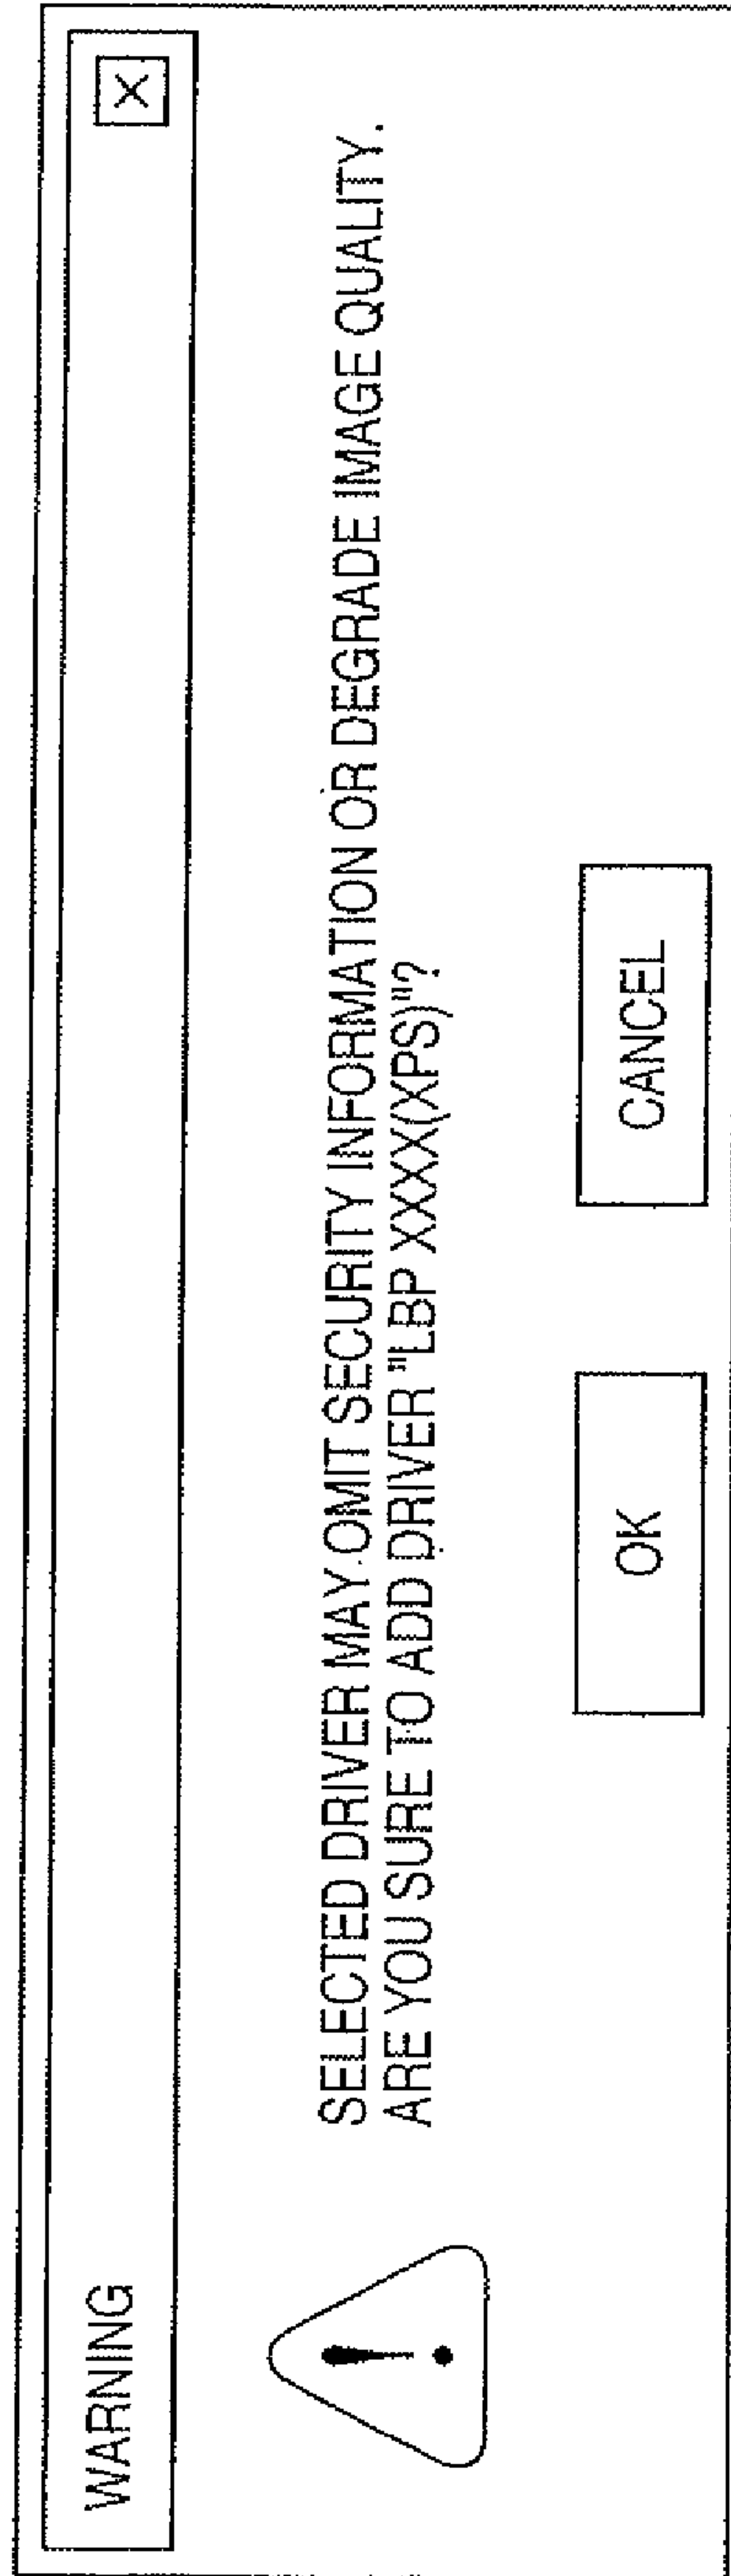 WARNING
SELECTED DRIVER MAY OMIT SECURITY INFORMATION OR DEGRADE IMAGE QUALITY.
ARE YOU SURE TO ADD DRIVER "LBP XXXX(XPS)"?
OK
CANCEL